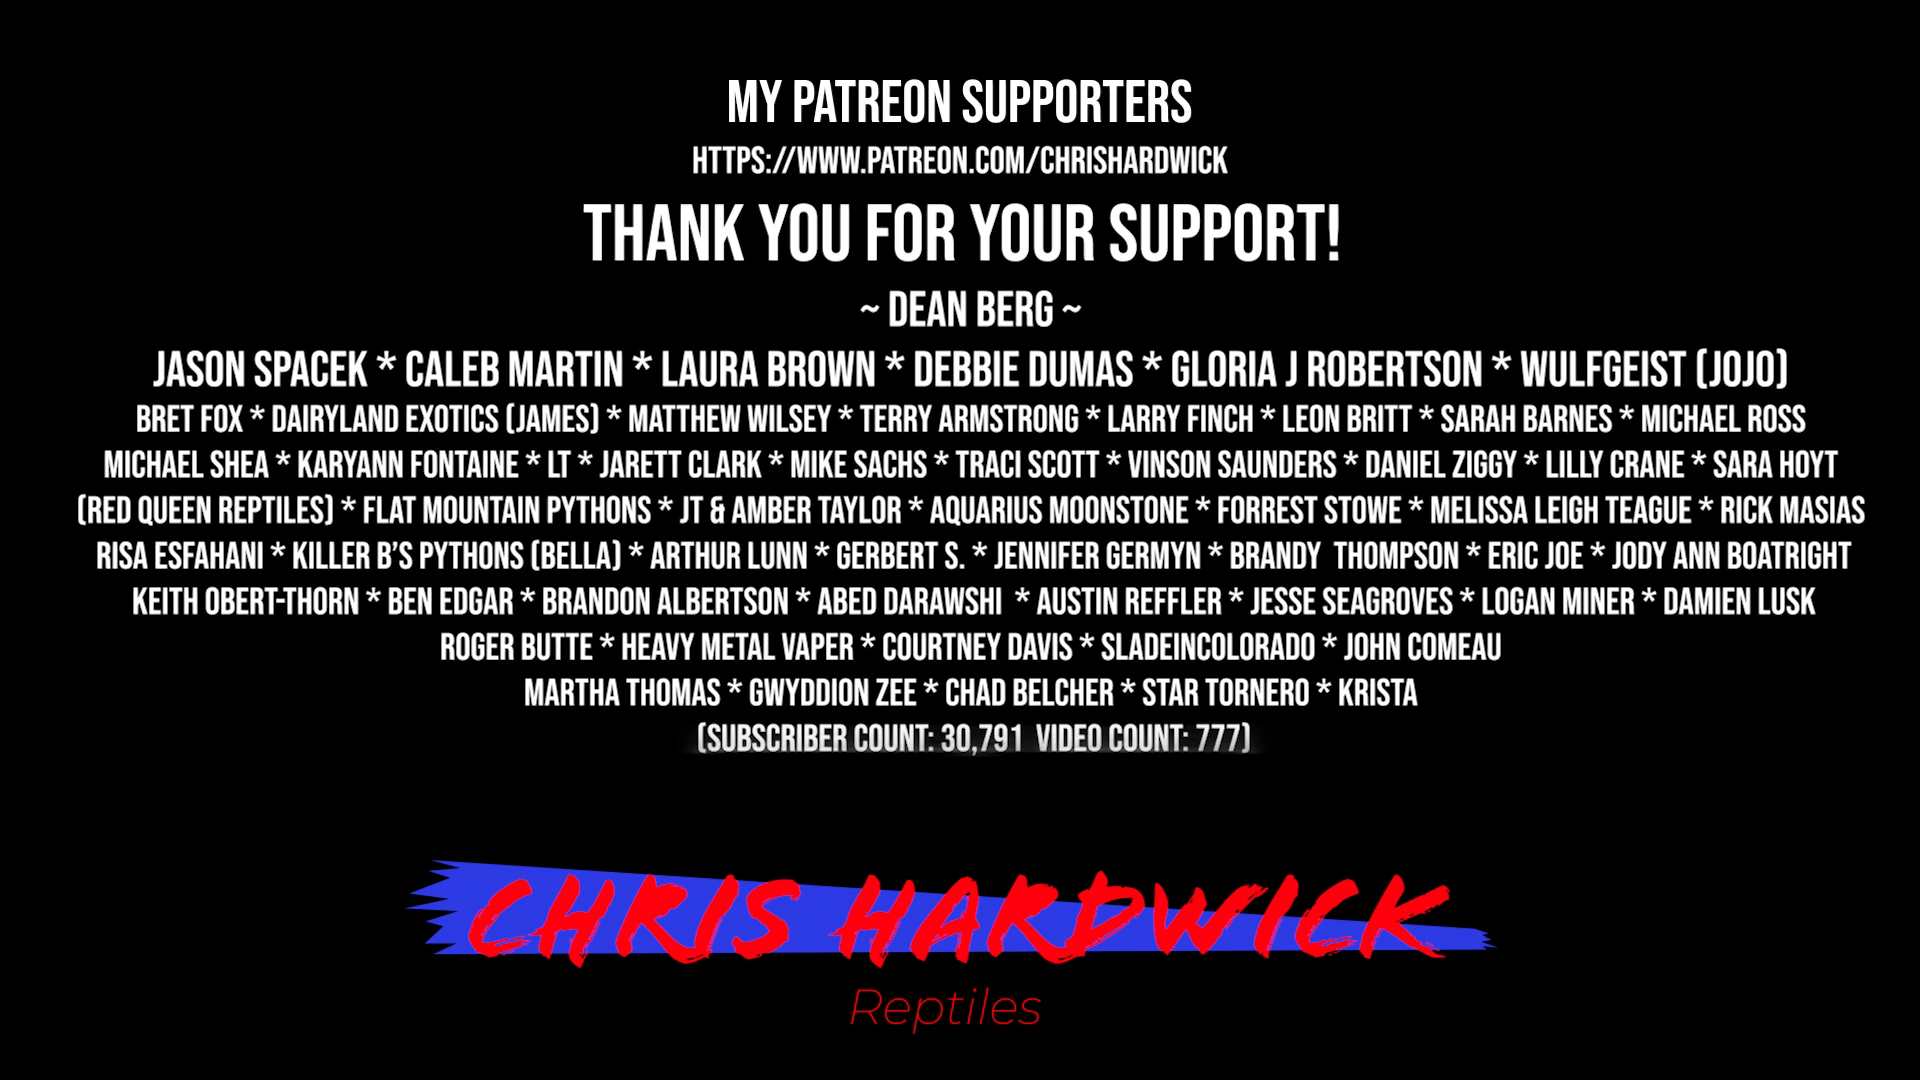 MY PATREON SUPPORTERS
HTTPS://WWW.PATREON.COM/CHRISHARDWICK
THANK YOU FOR YOUR SUPPORT!
~ DEAN BERG ~
JASON SPACEK * CALEB MARTIN * LAURA BROWN * DEBBIE DUMAS * GLORIA J ROBERTSON * WULFGEIST (JOJO)
BRET FOX * DAIRYLAND EXOTICS (JAMES) * MATTHEW WILSEY * TERRY ARMSTRONG * LARRY FINCH * LEON BRITT * SARAH BARNES * MICHAEL ROSS
MICHAEL SHEA * KARYANN FONTAINE * LT * JARETT CLARK * MIKE SACHS * TRACI SCOTT * VINSON SAUNDERS * DANIEL ZIGGY * LILLY CRANE * SARA HOYT
(RED QUEEN REPTILES) * FLAT MOUNTAIN PYTHONS * JT & AMBER TAYLOR * AQUARIUS MOONSTONE * FORREST STOWE * MELISSA LEIGH TEAGUE * RICK MASIAS
RISA ESFAHANI * KILLER B'S PYTHONS (BELLA) * ARTHUR LUNN * GERBERT S. * JENNIFER GERMYN * BRANDY  THOMPSON * ERIC JOE * JODY ANN BOATRIGHT
KEITH OBERT-THORN * BEN EDGAR * BRANDON ALBERTSON * ABED DARAWSHI  * AUSTIN REFFLER * JESSE SEAGROVES * LOGAN MINER * DAMIEN LUSK
ROGER BUTTE * HEAVY METAL VAPER * COURTNEY DAVIS * SLADEINCOLORADO * JOHN COMEAU
MARTHA THOMAS * GWYDDION ZEE * CHAD BELCHER * STAR TORNERO * KRISTA
(SUBSCRIBER COUNT: 30,791  VIDEO COUNT: 777)
CHRIS HARDWICK
Reptiles